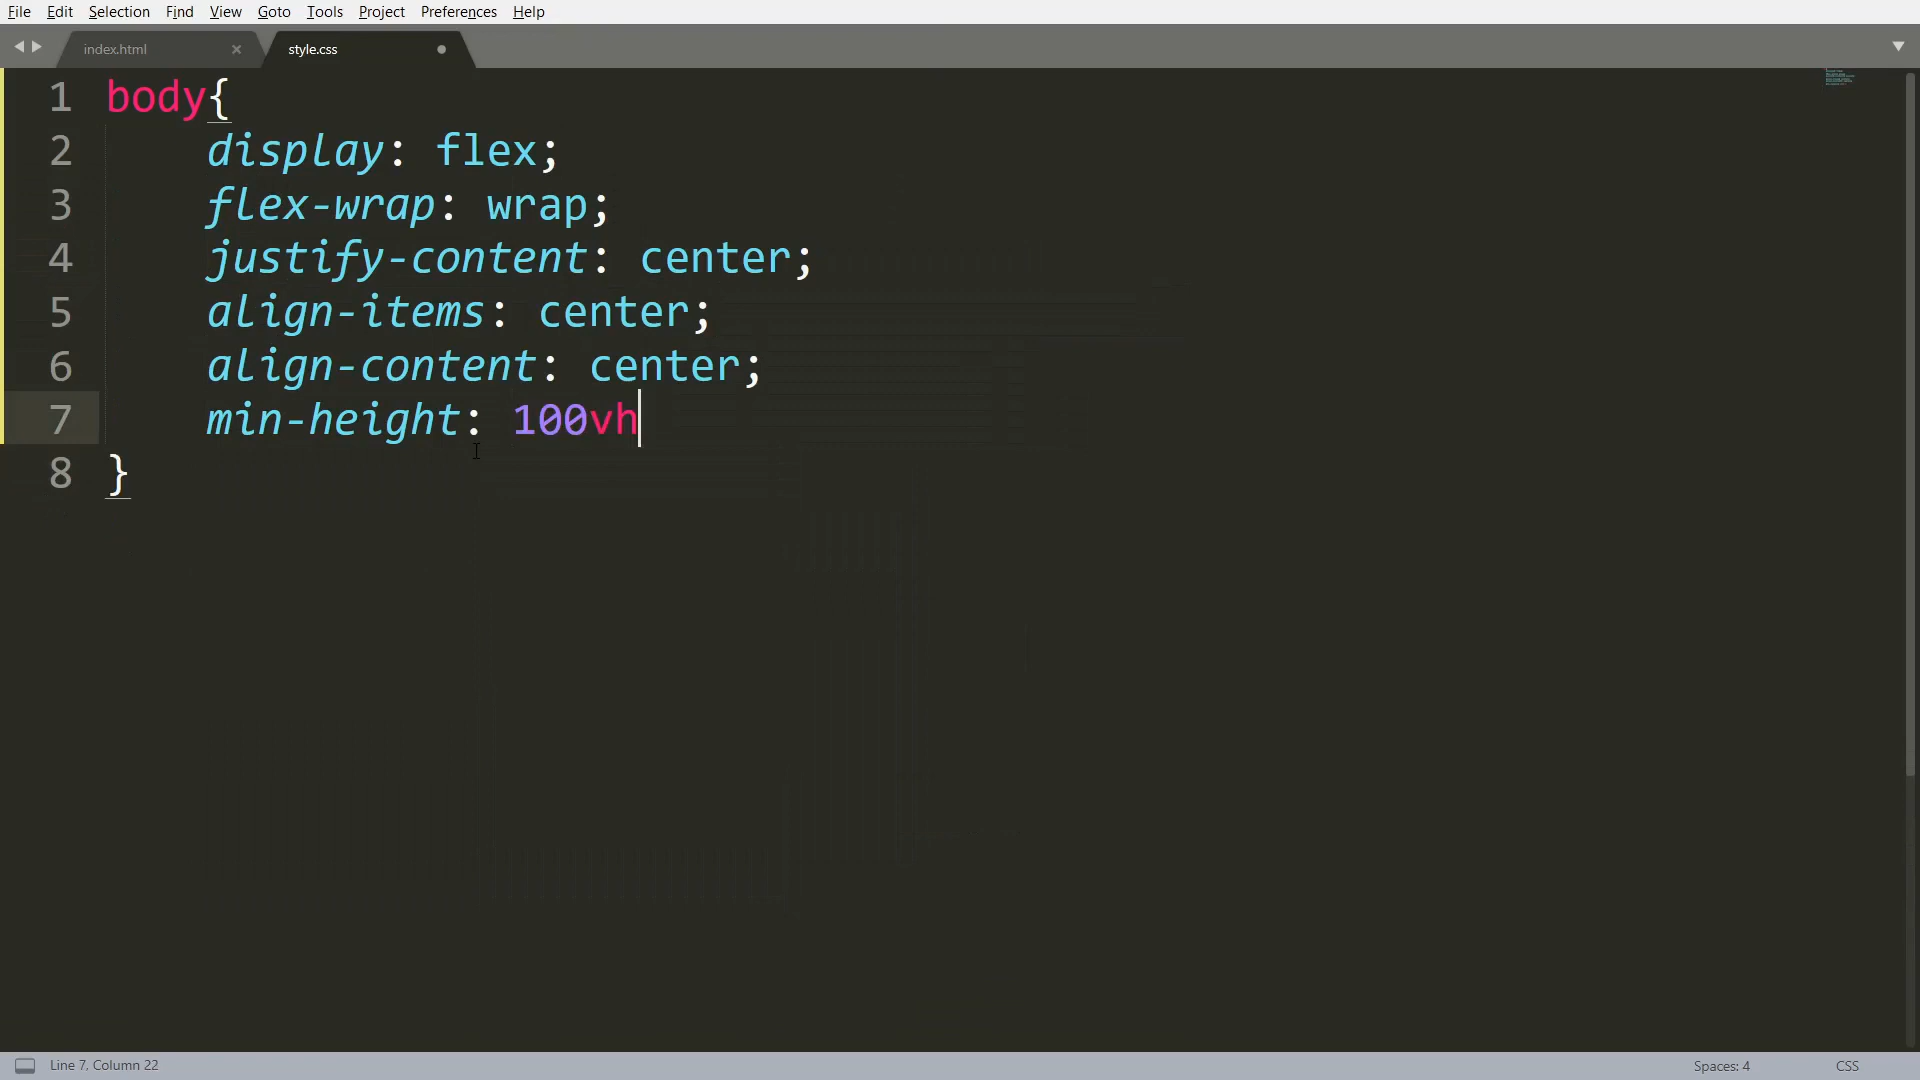 File Edit Selection Find View Goto Tools Project Preferences Help
index.html × style.css
1 body{
2 display: flex;
3 flex-wrap: wrap;
4 justify-content: center;
5 align-items: center;
6 align-content: center;
7 min-height: 100vh
8 }
Line 7, Column 22 Spaces: 4 CSS